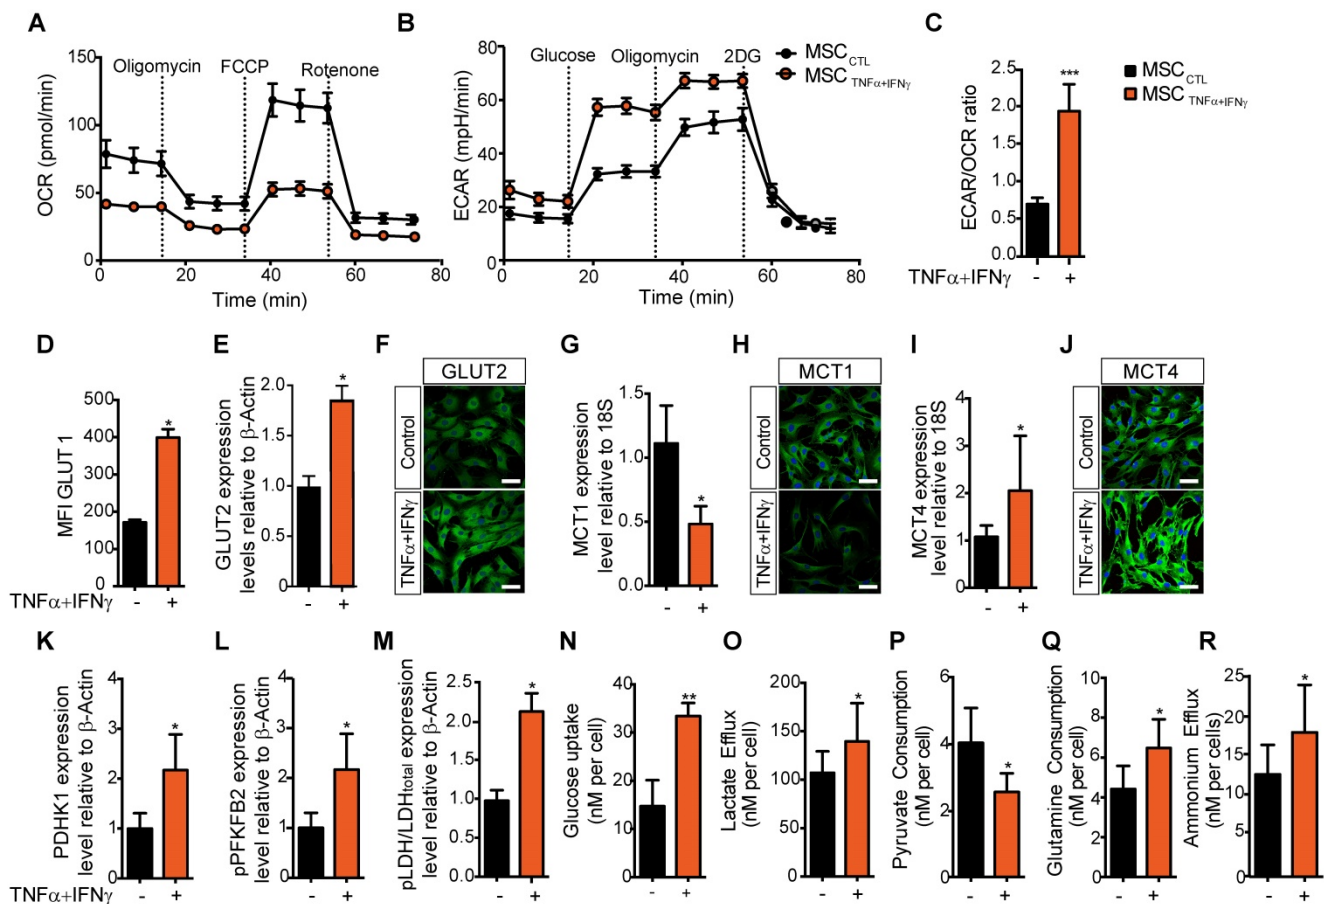 A
OCR (pmol/min)
150
100
50
0
Oligomycin
FCCP
Rotenone
0 20 40 60 80
Time (min)
B
ECAR (mpH/min)
80
60
40
20
0
Glucose
Oligomycin
2DG
MSC CTL
MSC TNFα+IFNγ
0 20 40 60 80
Time (min)
C
ECAR/OCR ratio
2.5
2.0
1.5
1.0
0.5
0.0
***
MSC CTL
MSC TNFα+IFNγ
TNFα+IFNγ - +
D
MFI GLUT 1
500
400
300
200
100
0
*
TNFα+IFNγ - +
E
GLUT2 expression
levels relative to β-Actin
2.0
1.5
1.0
0.5
0.0
*
- +
F
GLUT2
Control
TNFα+IFNγ
G
MCT1 expression
level relative to 18S
1.5
1.0
0.5
0.0
*
- +
H
MCT1
Control
TNFα+IFNγ
I
MCT4 expression
level relative to 18S
4
3
2
1
0
*
- +
J
MCT4
Control
TNFα+IFNγ
K
PDHK1 expression
level relative to β-Actin
4
3
2
1
0
*
TNFα+IFNγ - +
L
pPFKFB2 expression
level relative to β-Actin
4
3
2
1
0
*
- +
M
pLDH/LDHtotal expression
level relative to β-Actin
2.5
2.0
1.5
1.0
0.5
0.0
*
- +
N
Glucose uptake
(nM per cell)
40
30
20
10
0
**
- +
O
Lactate Efflux
(nM per cell)
200
150
100
50
0
*
- +
P
Pyruvate Consumption
(nM per cell)
6
4
2
0
*
- +
Q
Glutamine Consumption
(nM per cell)
10
8
6
4
2
0
*
- +
R
Ammonium Efflux
(nM per cells)
25
20
15
10
5
0
*
- +